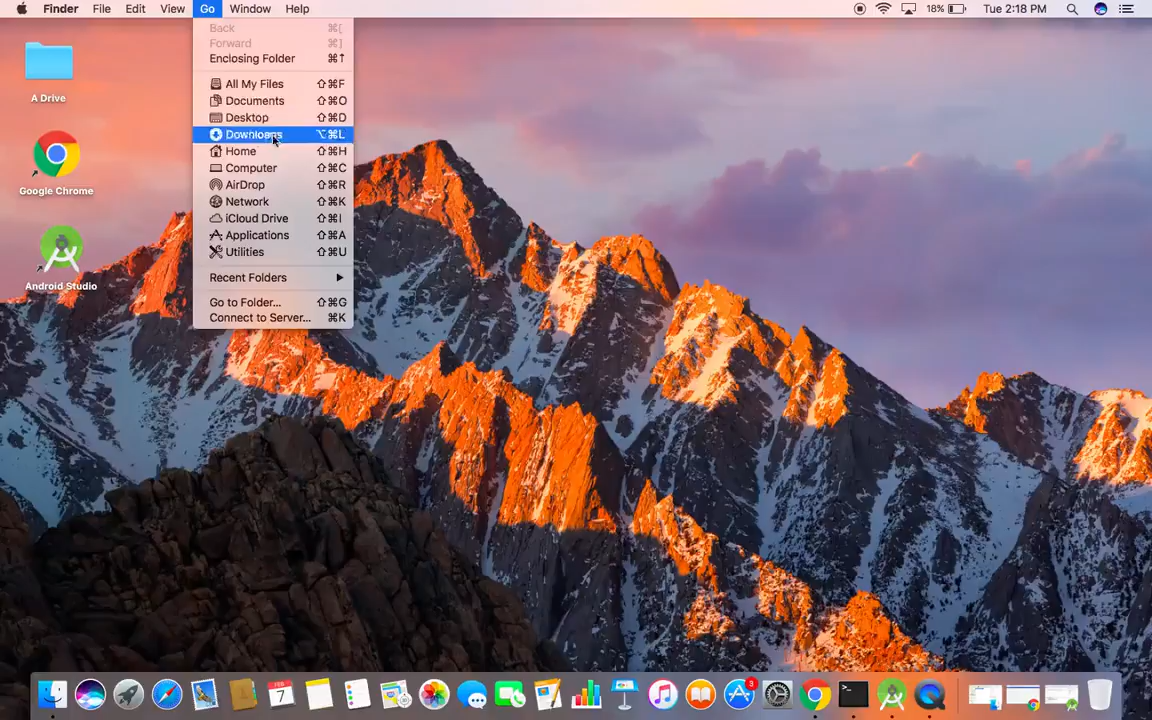 Finder File Edit View Go Window Help 18% Tue 2:18 PM
Back ⌘[
Forward ⌘]
Enclosing Folder ⌘↑
All My Files ⇧⌘F
Documents ⇧⌘O
Desktop ⇧⌘D
Downloads ⌥⌘L
Home ⇧⌘H
Computer ⇧⌘C
AirDrop ⇧⌘R
Network ⇧⌘K
iCloud Drive ⇧⌘I
Applications ⇧⌘A
Utilities ⇧⌘U
Recent Folders
Go to Folder... ⇧⌘G
Connect to Server... ⌘K
A Drive
Google Chrome
Android Studio
7
3